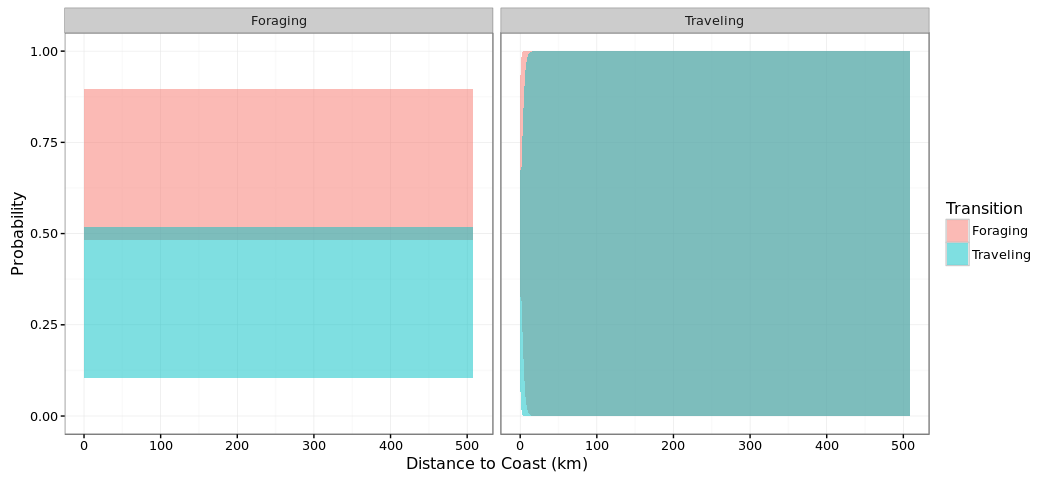 Foraging
Traveling
Probability
1.00
0.75
0.50
0.25
0.00
0 100 200 300 400 500
0 100 200 300 400 500
Distance to Coast (km)
Transition
Foraging
Traveling